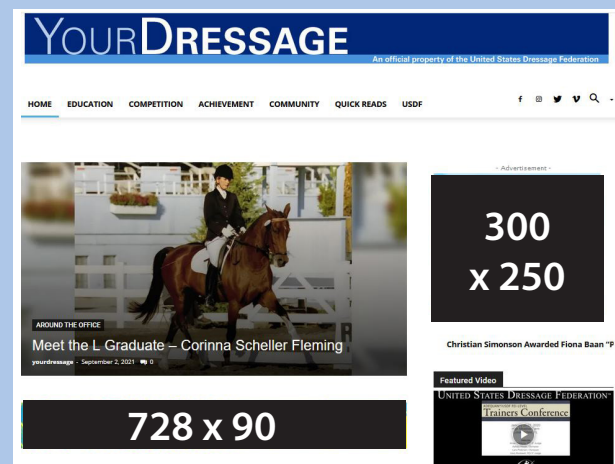 YOURDRESSAGE
An official property of the United States Dressage Federation
HOME EDUCATION COMPETITION ACHIEVEMENT COMMUNITY QUICK READS USDF
- Advertisement -
300
x 250
AROUND THE OFFICE
Meet the L Graduate – Corinna Scheller Fleming
yourdressage - September 2, 2021 0
Christian Simonson Awarded Fiona Baan "P
728 x 90
Featured Video
UNITED STATES DRESSAGE FEDERATION™
Trainers Conference